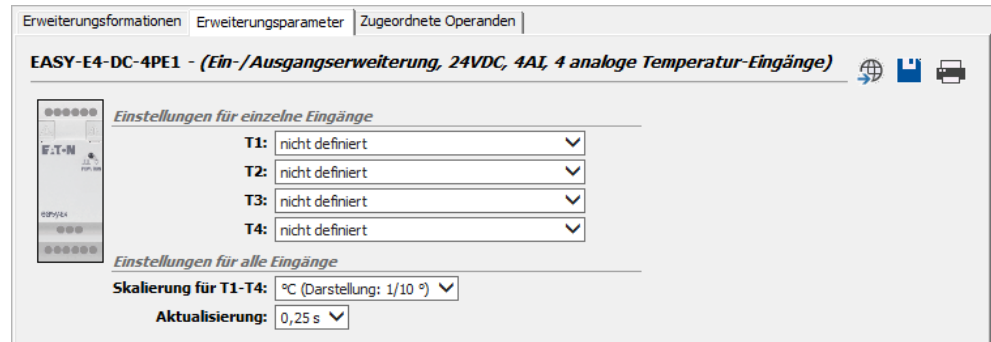 Erweiterungsformationen Erweiterungsparameter Zugeordnete Operanden
EASY-E4-DC-4PE1 - (Ein-/Ausgangserweiterung, 24VDC, 4AI, 4 analoge Temperatur-Eingänge)
Einstellungen für einzelne Eingänge
E:T-N
T1: nicht definiert
T2: nicht definiert
T3: nicht definiert
easyE4
T4: nicht definiert
Einstellungen für alle Eingänge
Skalierung für T1-T4: °C (Darstellung: 1/10 °)
Aktualisierung: 0,25 s